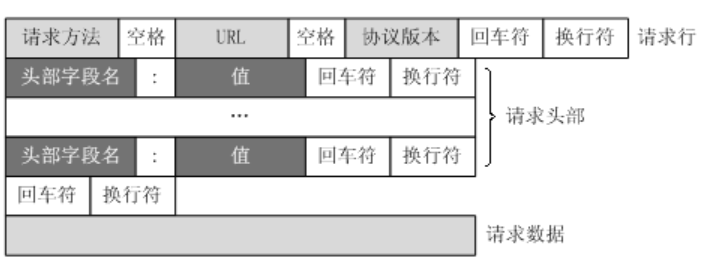 请求方法 空格 URL 空格 协议版本 回车符 换行符 请求行
头部字段名 : 值 回车符 换行符
… 请求头部
头部字段名 : 值 回车符 换行符
回车符 换行符
请求数据